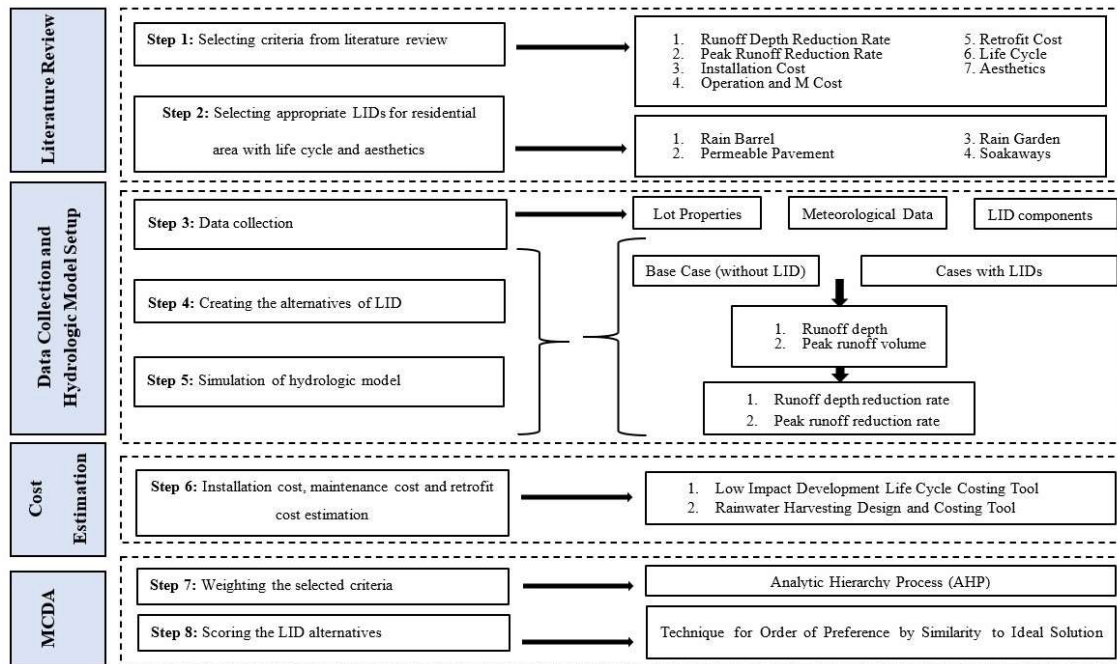 Literature Review
Step 1: Selecting criteria from literature review
1. Runoff Depth Reduction Rate
2. Peak Runoff Reduction Rate
3. Installation Cost
4. Operation and M Cost
5. Retrofit Cost
6. Life Cycle
7. Aesthetics
Step 2: Selecting appropriate LIDs for residential
area with life cycle and aesthetics
1. Rain Barrel
2. Permeable Pavement
3. Rain Garden
4. Soakaways
Data Collection and
Hydrologic Model Setup
Step 3: Data collection
Lot Properties
Meteorological Data
LID components
Step 4: Creating the alternatives of LID
Step 5: Simulation of hydrologic model
Base Case (without LID)
Cases with LIDs
1. Runoff depth
2. Peak runoff volume
1. Runoff depth reduction rate
2. Peak runoff reduction rate
Cost
Estimation
Step 6: Installation cost, maintenance cost and retrofit
cost estimation
1. Low Impact Development Life Cycle Costing Tool
2. Rainwater Harvesting Design and Costing Tool
MCDA
Step 7: Weighting the selected criteria
Analytic Hierarchy Process (AHP)
Step 8: Scoring the LID alternatives
Technique for Order of Preference by Similarity to Ideal Solution